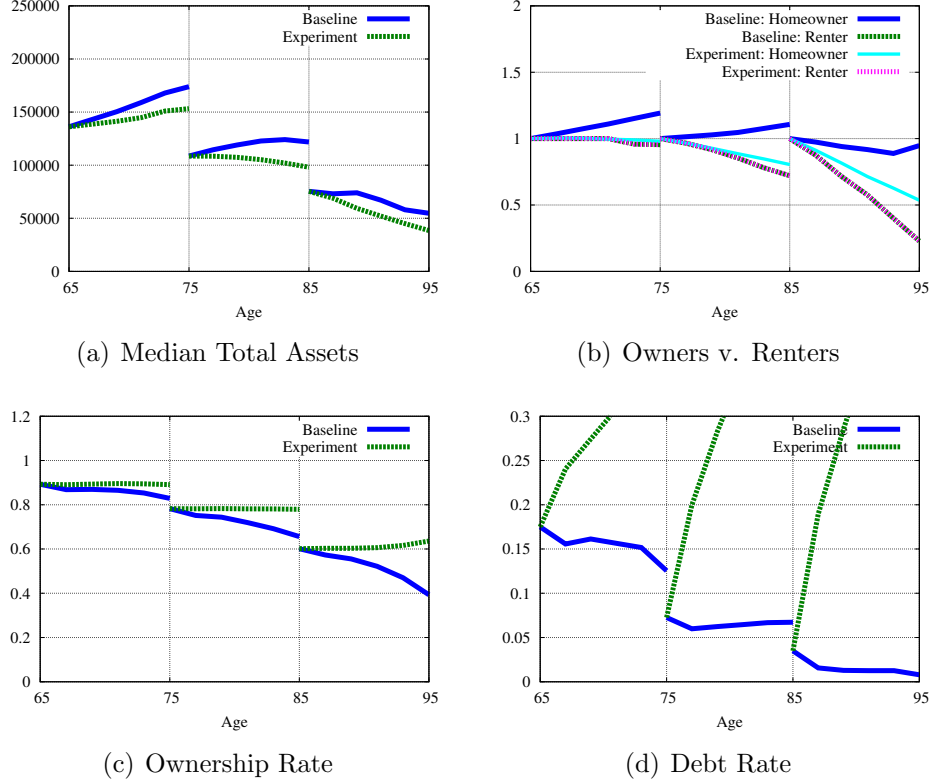 250000
200000
150000
100000
50000
0
65 75 85 95
Age
Baseline
Experiment
(a) Median Total Assets
2
1.5
1
0.5
0
65 75 85 95
Age
Baseline: Homeowner
Baseline: Renter
Experiment: Homeowner
Experiment: Renter
(b) Owners v. Renters
1.2
1
0.8
0.6
0.4
0.2
0
65 75 85 95
Age
Baseline
Experiment
(c) Ownership Rate
0.3
0.25
0.2
0.15
0.1
0.05
0
65 75 85 95
Age
Baseline
Experiment
(d) Debt Rate